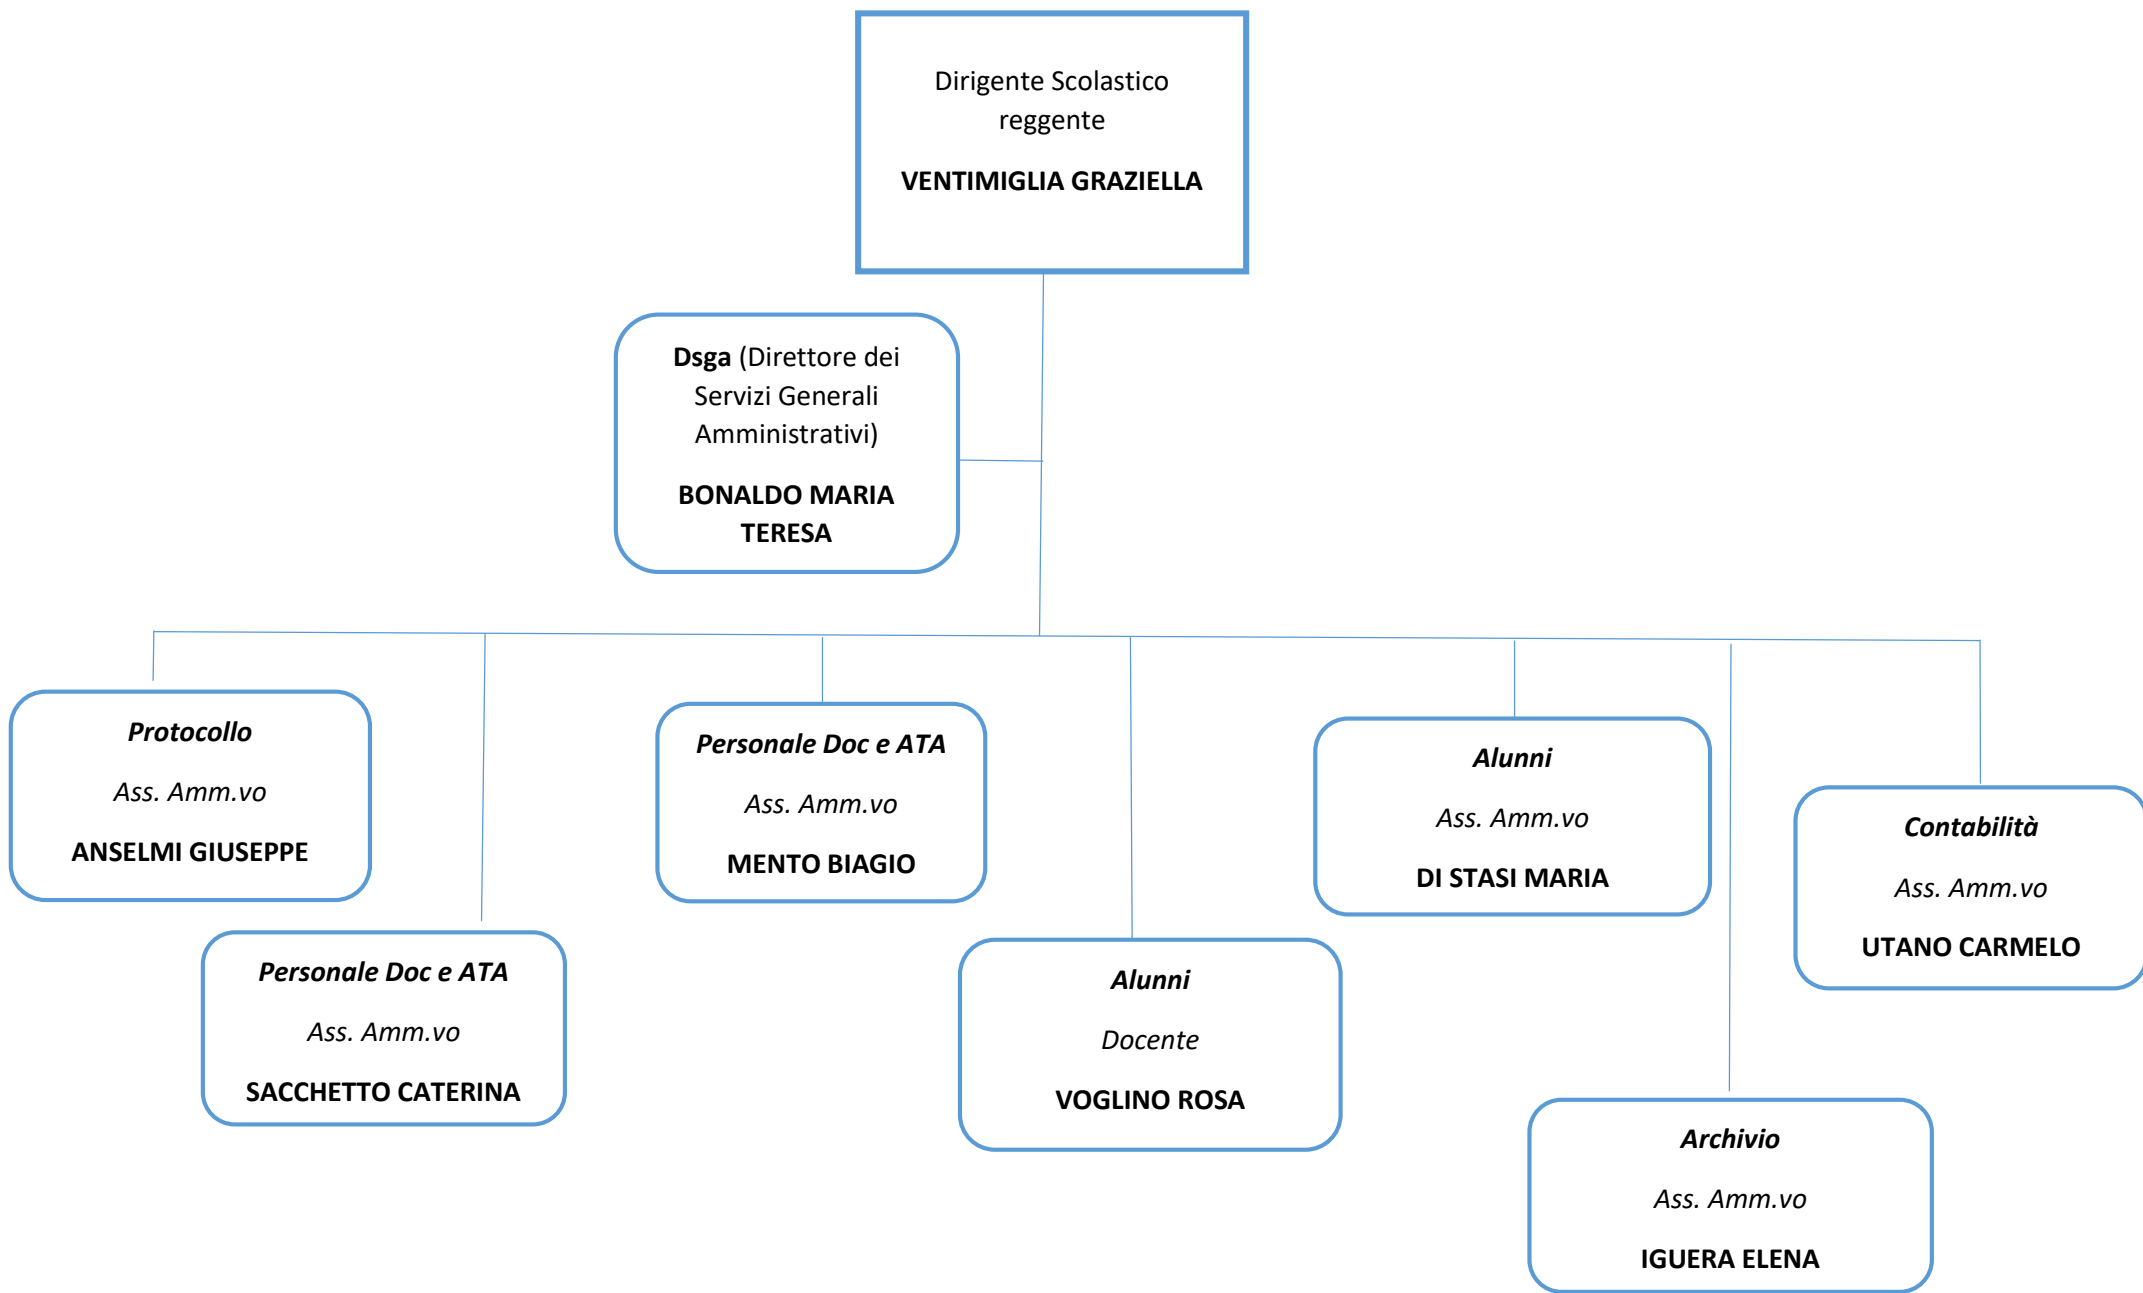 Dirigente Scolastico
reggente
VENTIMIGLIA GRAZIELLA
Dsga (Direttore dei
Servizi Generali
Amministrativi)
BONALDO MARIA
TERESA
Protocollo
Ass. Amm.vo
ANSELMI GIUSEPPE
Personale Doc e ATA
Ass. Amm.vo
SACCHETTO CATERINA
Personale Doc e ATA
Ass. Amm.vo
MENTO BIAGIO
Alunni
Docente
VOGLINO ROSA
Alunni
Ass. Amm.vo
DI STASI MARIA
Archivio
Ass. Amm.vo
IGUERA ELENA
Contabilità
Ass. Amm.vo
UTANO CARMELO